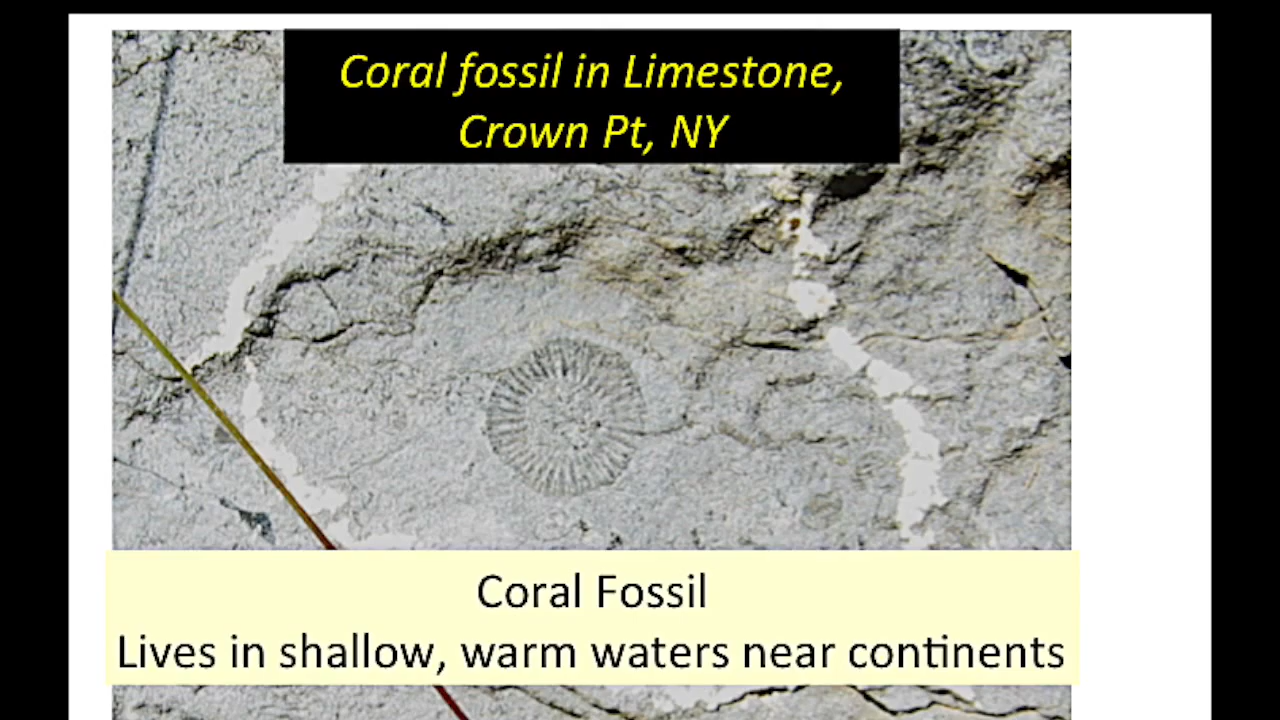 Coral fossil in Limestone,
Crown Pt, NY
Coral Fossil
Lives in shallow, warm waters near continents